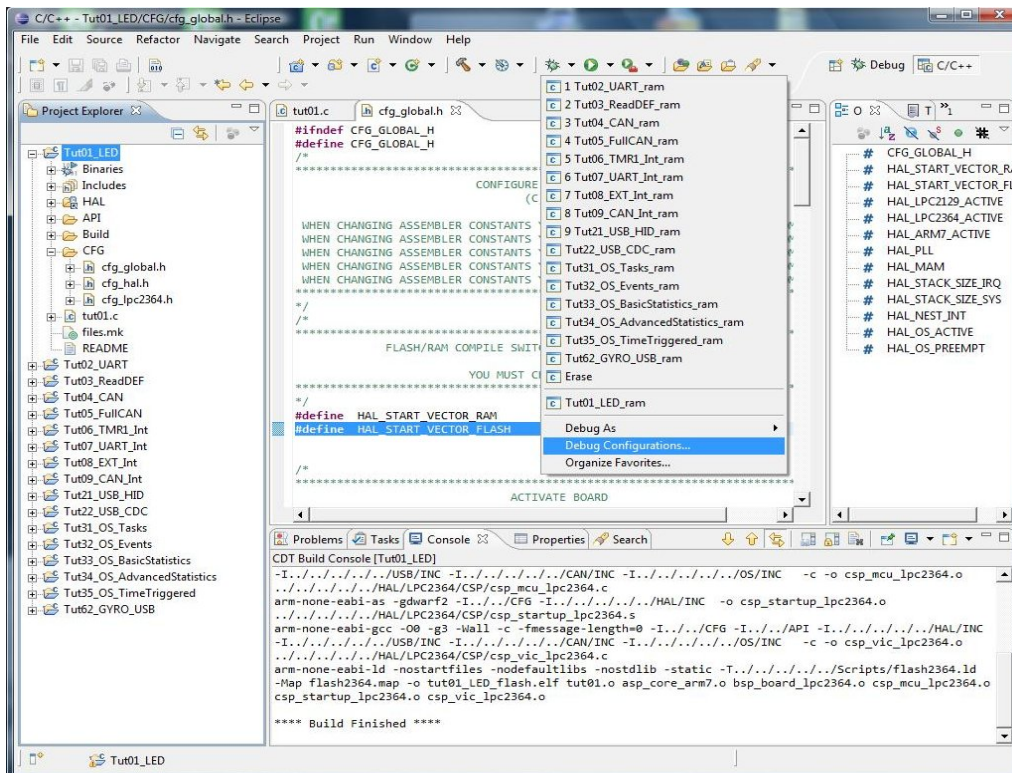 C/C++ - Tut01_LED/CFG/cfg_global.h - Eclipse
File Edit Source Refactor Navigate Search Project Run Window Help
Debug C/C++
Project Explorer
Tut01_LED
Binaries
Includes
HAL
API
Build
CFG
cfg_global.h
cfg_hal.h
cfg_lpc2364.h
tut01.c
files.mk
README
Tut02_UART
Tut03_ReadDEF
Tut04_CAN
Tut05_FullCAN
Tut06_TMR1_Int
Tut07_UART_Int
Tut08_EXT_Int
Tut09_CAN_Int
Tut21_USB_HID
Tut22_USB_CDC
Tut31_OS_Tasks
Tut32_OS_Events
Tut33_OS_BasicStatistics
Tut34_OS_AdvancedStatistics
Tut35_OS_TimeTriggered
Tut62_GYRO_USB
tut01.c cfg_global.h
#ifndef CFG_GLOBAL_H
#define CFG_GLOBAL_H
/*
CONFIGURE
(C
WHEN CHANGING ASSEMBLER CONSTANTS
WHEN CHANGING ASSEMBLER CONSTANTS
WHEN CHANGING ASSEMBLER CONSTANTS
WHEN CHANGING ASSEMBLER CONSTANTS
WHEN CHANGING ASSEMBLER CONSTANTS
*/
/*
FLASH/RAM COMPILE SWIT
YOU MUST C
*/
#define HAL_START_VECTOR_RAM
#define HAL_START_VECTOR_FLASH
/*
ACTIVATE BOARD
1 Tut02_UART_ram
2 Tut03_ReadDEF_ram
3 Tut04_CAN_ram
4 Tut05_FullCAN_ram
5 Tut06_TMR1_Int_ram
6 Tut07_UART_Int_ram
7 Tut08_EXT_Int_ram
8 Tut09_CAN_Int_ram
9 Tut21_USB_HID_ram
Tut22_USB_CDC_ram
Tut31_OS_Tasks_ram
Tut32_OS_Events_ram
Tut33_OS_BasicStatistics_ram
Tut34_OS_AdvancedStatistics_ram
Tut35_OS_TimeTriggered_ram
Tut62_GYRO_USB_ram
Erase
Tut01_LED_ram
Debug As
Debug Configurations...
Organize Favorites...
O T 1
CFG_GLOBAL_H
HAL_START_VECTOR_RA
HAL_START_VECTOR_FL
HAL_LPC2129_ACTIVE
HAL_LPC2364_ACTIVE
HAL_ARM7_ACTIVE
HAL_PLL
HAL_MAM
HAL_STACK_SIZE_IRQ
HAL_STACK_SIZE_SYS
HAL_NEST_INT
HAL_OS_ACTIVE
HAL_OS_PREEMPT
Problems Tasks Console Properties Search
CDT Build Console [Tut01_LED]
-I../../../../../USB/INC -I../../../../../CAN/INC -I../../../../../OS/INC -c -o csp_mcu_lpc2364.o
../../../../../HAL/LPC2364/CSP/csp_mcu_lpc2364.c
arm-none-eabi-as -gdwarf2 -I../../CFG -I../../../../../HAL/INC -o csp_startup_lpc2364.o
../../../../../HAL/LPC2364/CSP/csp_startup_lpc2364.s
arm-none-eabi-gcc -O0 -g3 -Wall -c -fmessage-length=0 -I../../CFG -I../../API -I../../../../../HAL/INC
-I../../../../../USB/INC -I../../../../../CAN/INC -I../../../../../OS/INC -c -o csp_vic_lpc2364.o
../../../../../HAL/LPC2364/CSP/csp_vic_lpc2364.c
arm-none-eabi-ld -nostartfiles -nodefaultlibs -nostdlib -static -T../../../../../Scripts/flash2364.ld
-Map flash2364.map -o tut01_LED_flash.elf tut01.o asp_core_arm7.o bsp_board_lpc2364.o csp_mcu_lpc2364.o
csp_startup_lpc2364.o csp_vic_lpc2364.o
**** Build Finished ****
Tut01_LED